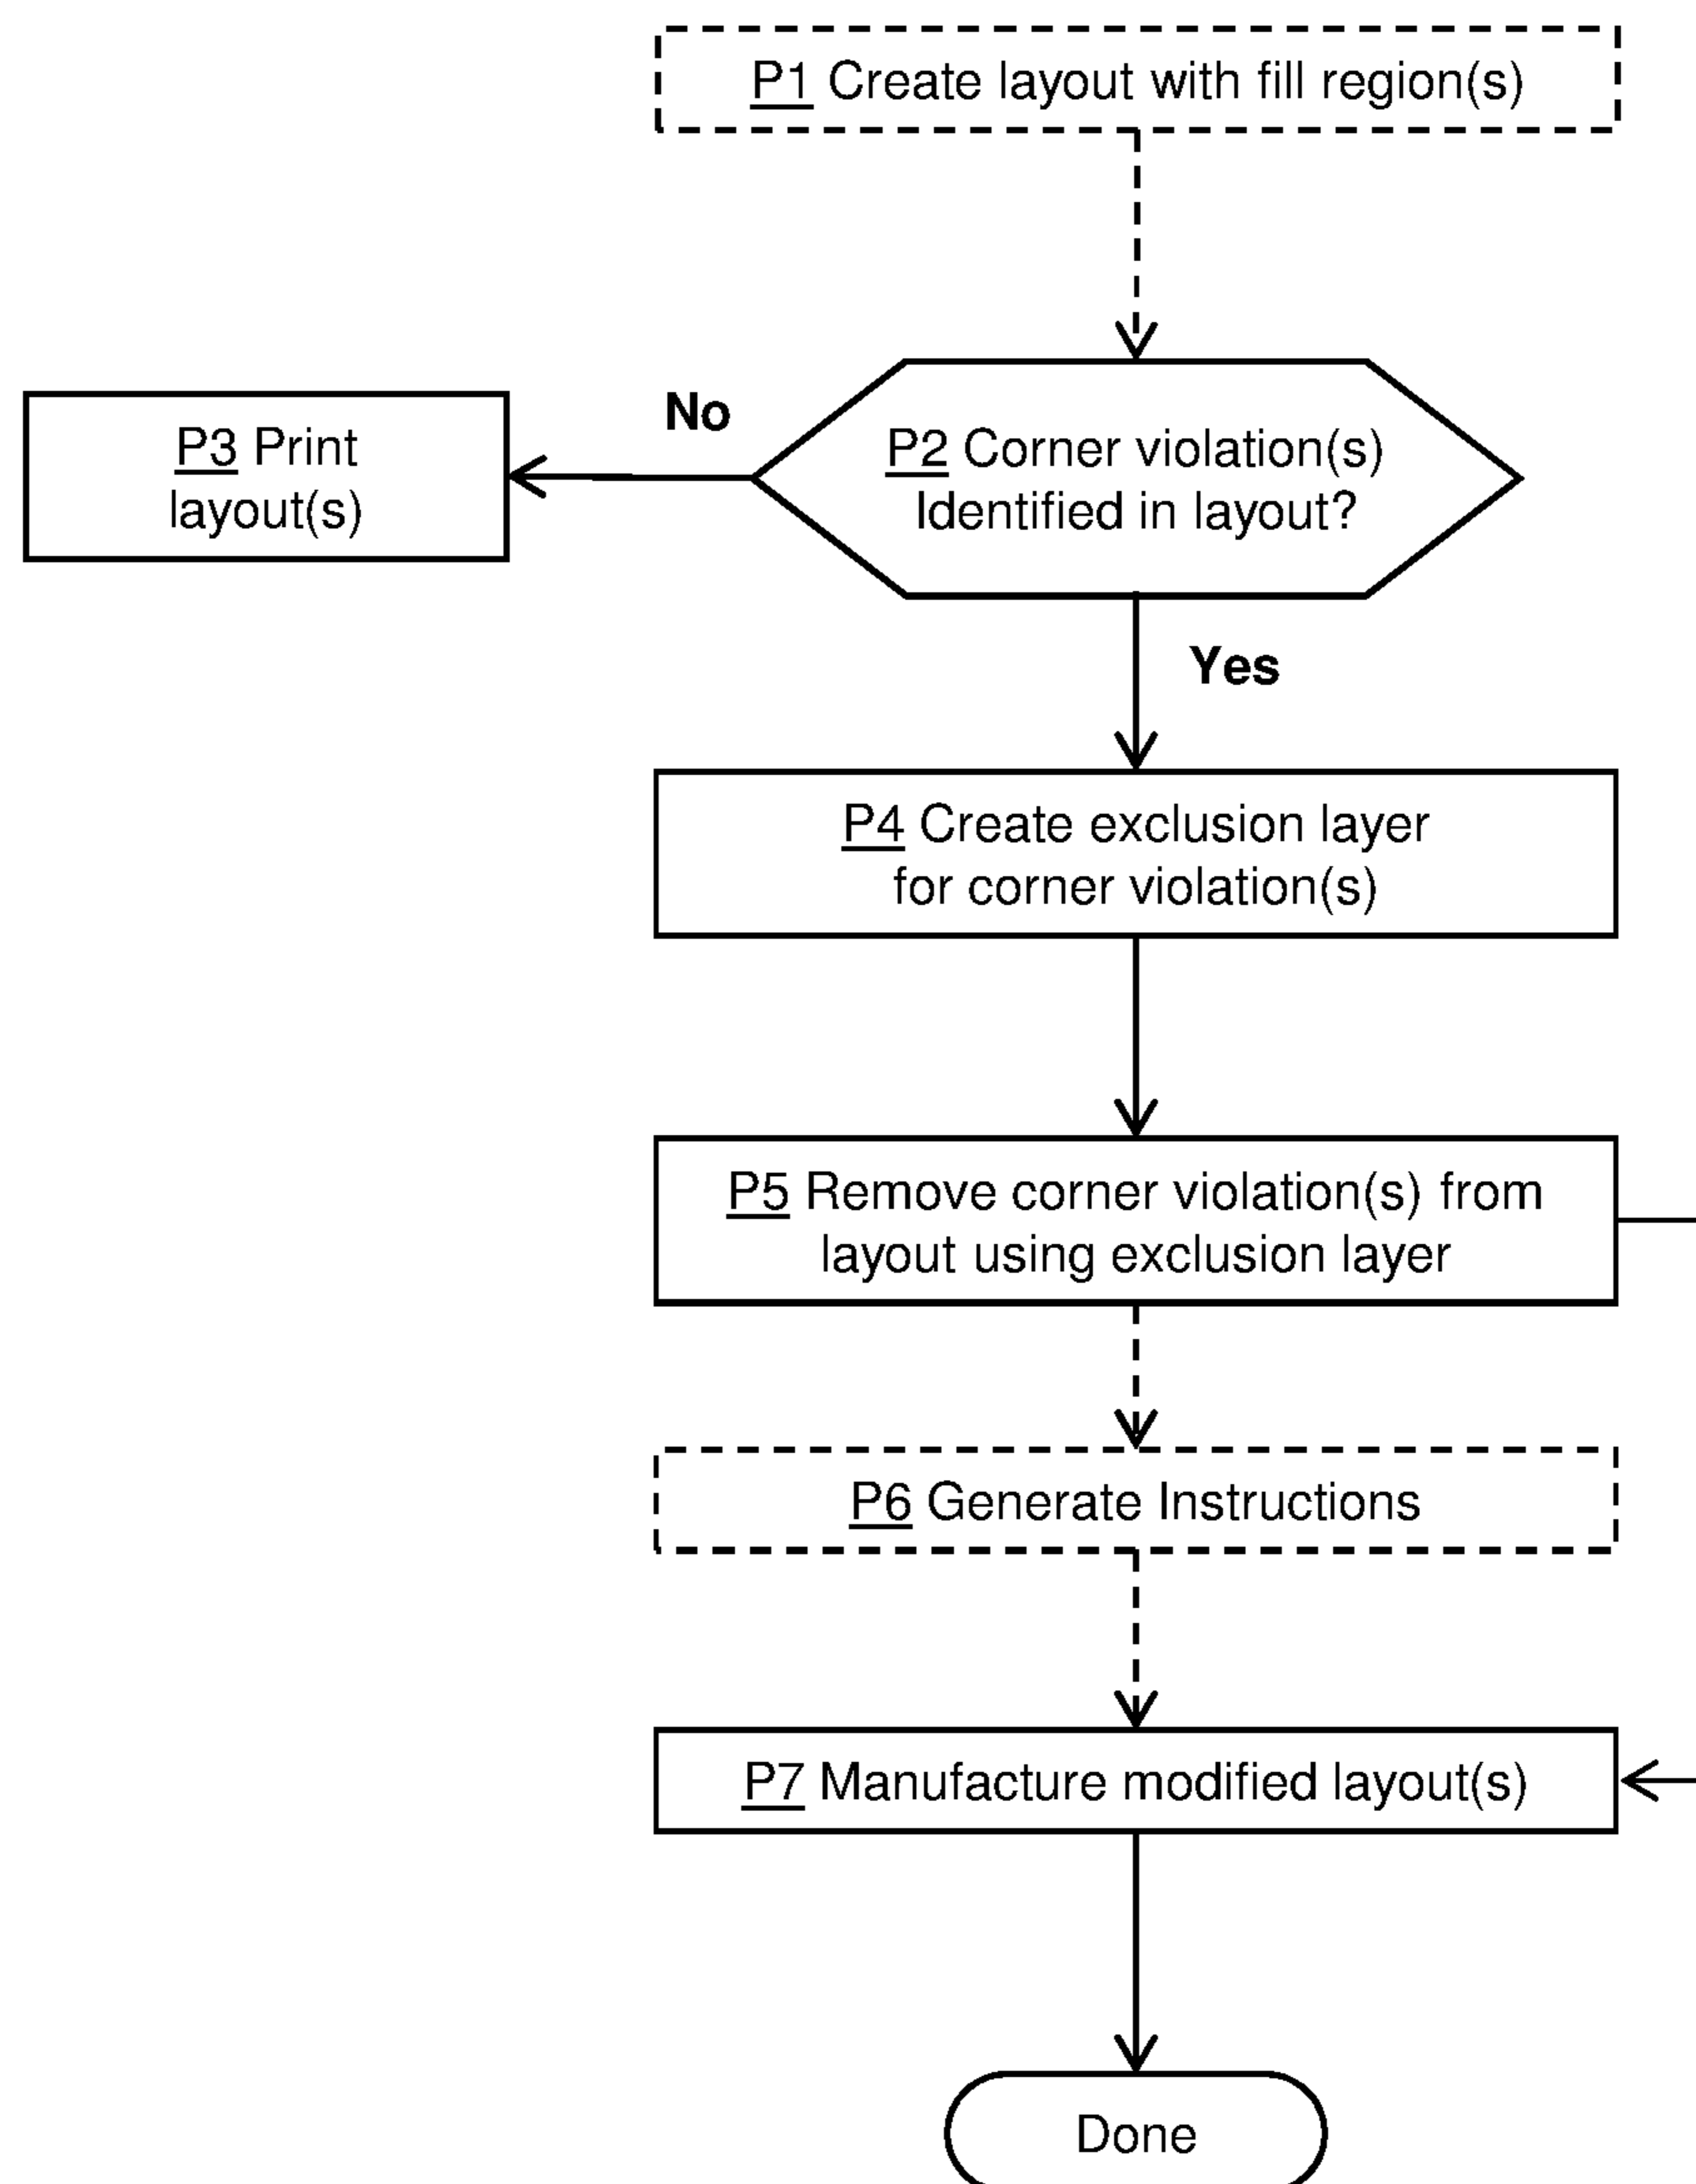 P1 Create layout with fill region(s)
No
P3 Print
layout(s)
P2 Corner violation(s)
Identified in layout?
Yes
P4 Create exclusion layer
for corner violation(s)
P5 Remove corner violation(s) from
layout using exclusion layer
P6 Generate Instructions
P7 Manufacture modified layout(s)
Done